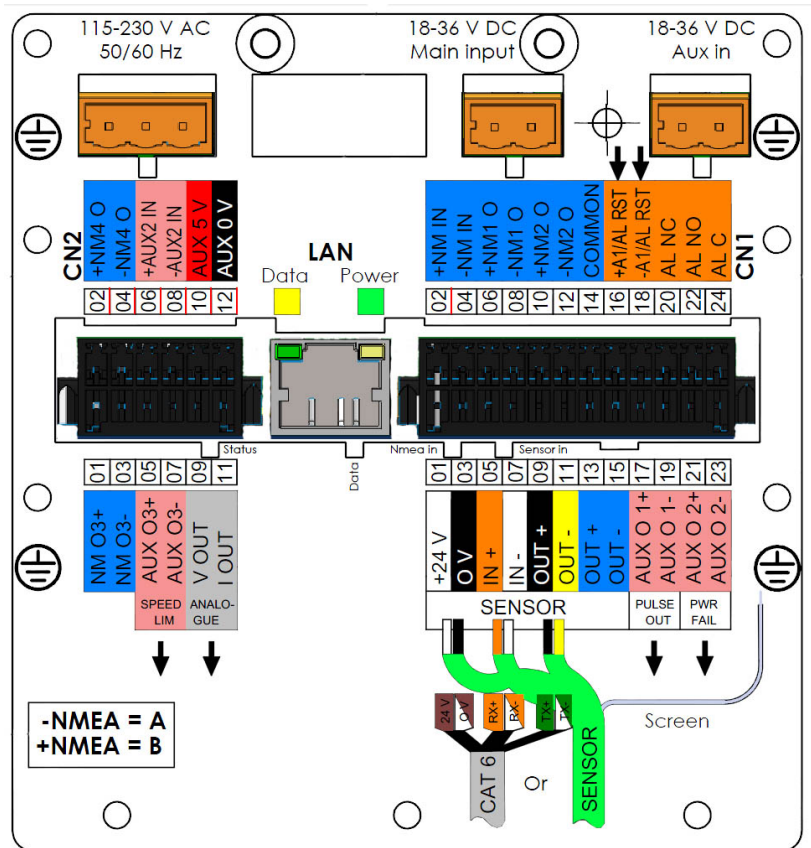 115-230 V AC
50/60 Hz
18-36 V DC
Main input
18-36 V DC
Aux in
CN2
+NM4 O
-NM4 O
+AUX2 IN
-AUX2 IN
AUX 5 V
AUX 0 V
LAN
Data
Power
+NM IN
-NM IN
+NM1 O
-NM1 O
+NM2 O
-NM2 O
COMMON
+A1/AL RST
-A1/AL RST
AL NC
AL NO
AL C
CN1
02
04
06
08
10
12
02
04
06
08
10
12
14
16
18
20
22
24
Status
Data
Nmea in
Sensor in
01
03
05
07
09
11
01
03
05
07
09
11
13
15
17
19
21
23
NM O3+
NM O3-
AUX O3+
AUX O3-
V OUT
I OUT
SPEED
LIM
ANALO-
GUE
+24 V
O V
IN +
IN -
OUT +
OUT -
OUT +
OUT -
AUX O 1+
AUX O 1-
AUX O 2+
AUX O 2-
SENSOR
PULSE
OUT
PWR
FAIL
-NMEA = A
+NMEA = B
24 V
O V
RX+
RX-
TX+
TX-
Screen
CAT 6
Or
SENSOR